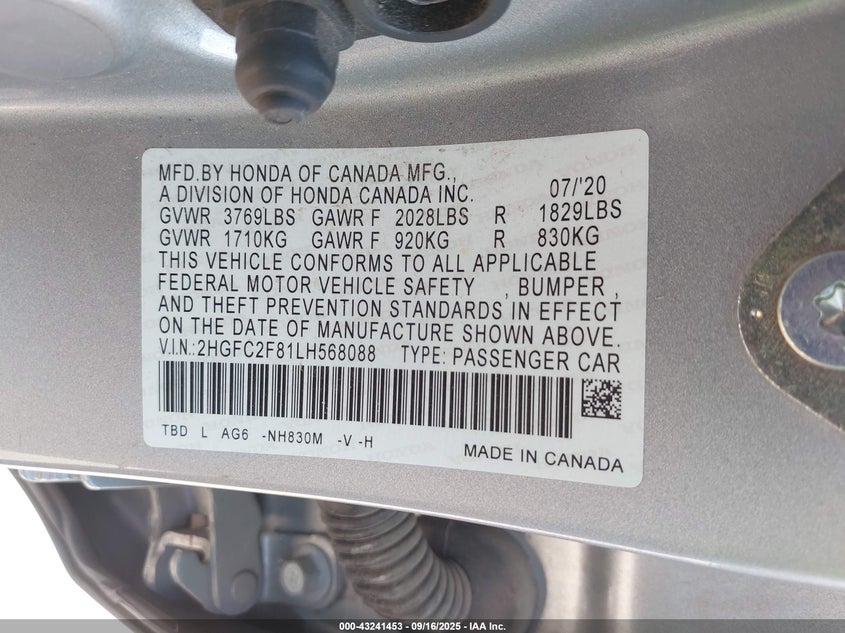 MFD.BY HONDA OF CANADA MFG.,
A DIVISION OF HONDA CANADA INC. 07/'20
GVWR 3769LBS GAWR F 2028LBS R 1829LBS
GVWR 1710KG GAWR F 920KG R 830KG
THIS VEHICLE CONFORMS TO ALL APPLICABLE
FEDERAL MOTOR VEHICLE SAFETY , BUMPER ,
AND THEFT PREVENTION STANDARDS IN EFFECT
ON THE DATE OF MANUFACTURE SHOWN ABOVE.
V.I.N.:2HGFC2F81LH568088 TYPE: PASSENGER CAR
TBD L AG6 -NH830M -V -H
MADE IN CANADA
000-43241453 - 09/16/2025 - IAA Inc.